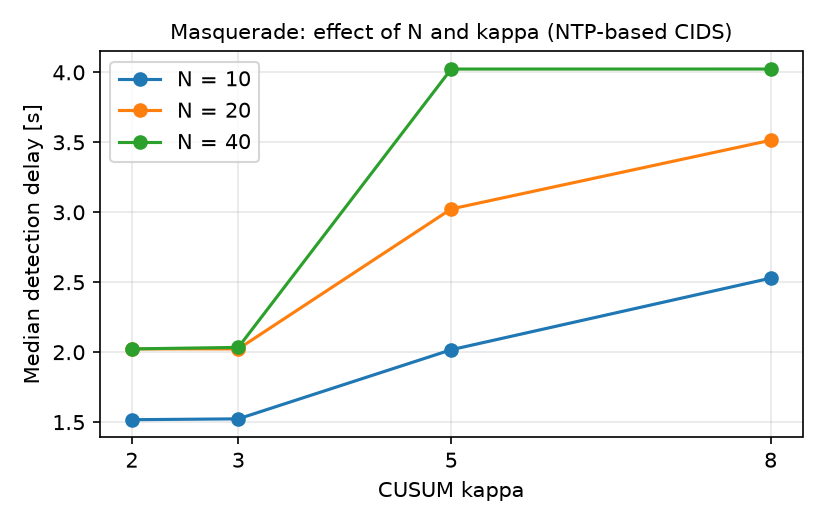 Masquerade: effect of N and kappa (NTP-based CIDS)
N = 10
N = 20
N = 40
Median detection delay [s]
4.0
3.5
3.0
2.5
2.0
1.5
2
3
5
8
CUSUM kappa